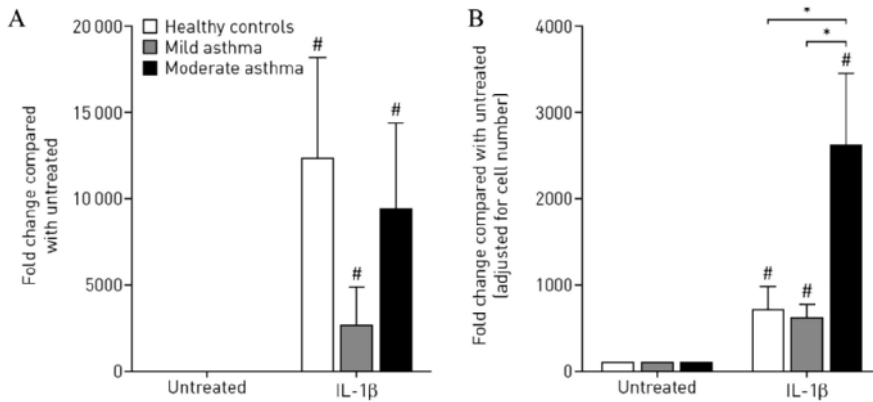 A
20 000
15 000
10 000
5000
0
Fold change compared
with untreated
Healthy controls
Mild asthma
Moderate asthma
#
#
#
Untreated
IL-1β
B
4000
3000
2000
1000
0
Fold change compared with untreated
(adjusted for cell number)
*
*
#
#
#
Untreated
IL-1β